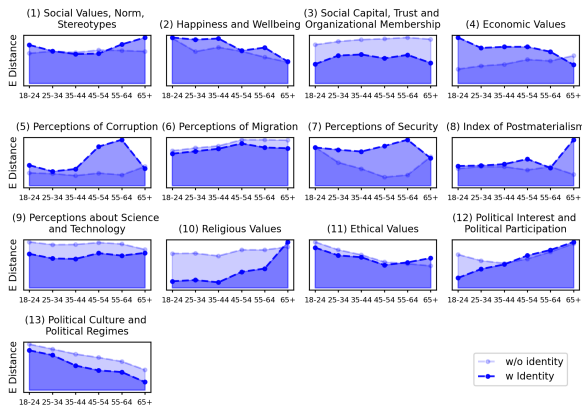 (1) Social Values, Norm,
Stereotypes
(2) Happiness and Wellbeing
(3) Social Capital, Trust and
Organizational Membership
(4) Economic Values
E Distance
18-24 25-34 35-44 45-54 55-64 65+
18-24 25-34 35-44 45-54 55-64 65+
18-24 25-34 35-44 45-54 55-64 65+
18-24 25-34 35-44 45-54 55-64 65+
(5) Perceptions of Corruption
(6) Perceptions of Migration
(7) Perceptions of Security
(8) Index of Postmaterialism
E Distance
18-24 25-34 35-44 45-54 55-64 65+
18-24 25-34 35-44 45-54 55-64 65+
18-24 25-34 35-44 45-54 55-64 65+
18-24 25-34 35-44 45-54 55-64 65+
(9) Perceptions about Science
and Technology
(10) Religious Values
(11) Ethical Values
(12) Political Interest and
Political Participation
E Distance
18-24 25-34 35-44 45-54 55-64 65+
18-24 25-34 35-44 45-54 55-64 65+
18-24 25-34 35-44 45-54 55-64 65+
18-24 25-34 35-44 45-54 55-64 65+
(13) Political Culture and
Political Regimes
E Distance
18-24 25-34 35-44 45-54 55-64 65+
w/o identity
w Identity